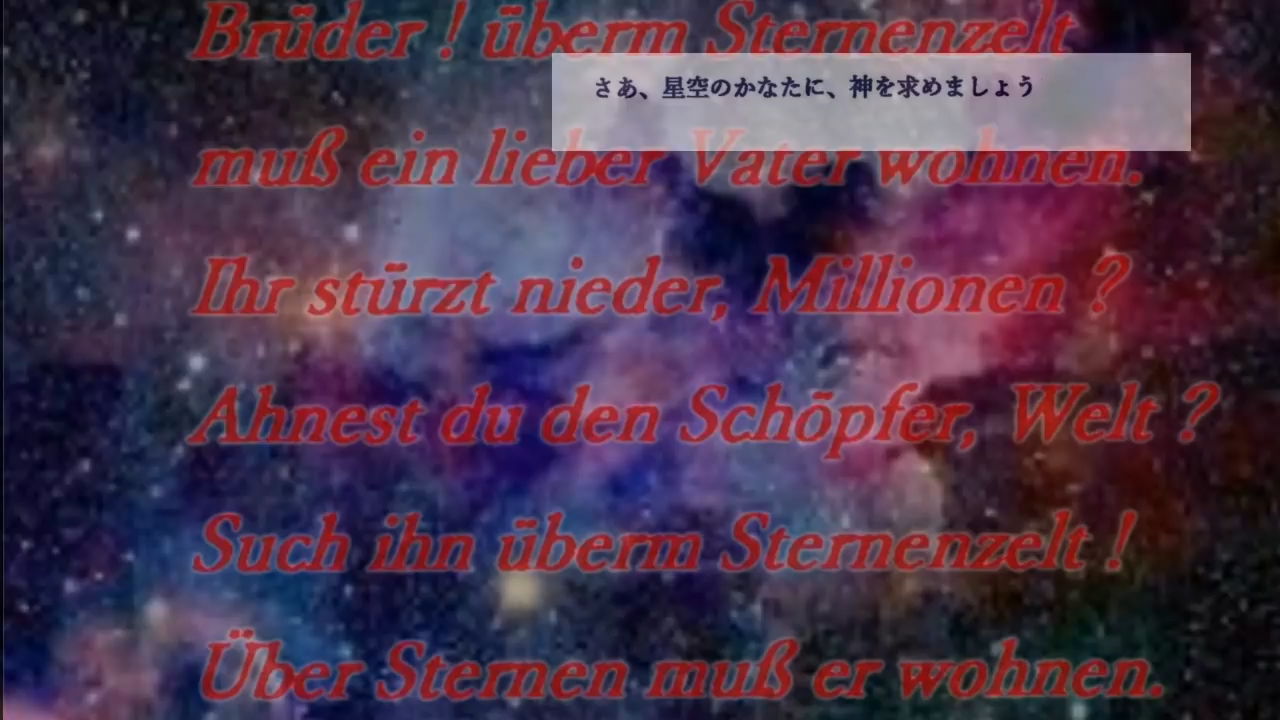 Brüder ! überm Sternenzelt
さあ、星空のかなたに、神を求めましょう
muß ein lieber Vater wohnen.
Ihr stürzt nieder, Millionen ?
Ahnest du den Schöpfer, Welt ?
Such ihn überm Sternenzelt !
Über Sternen muß er wohnen.